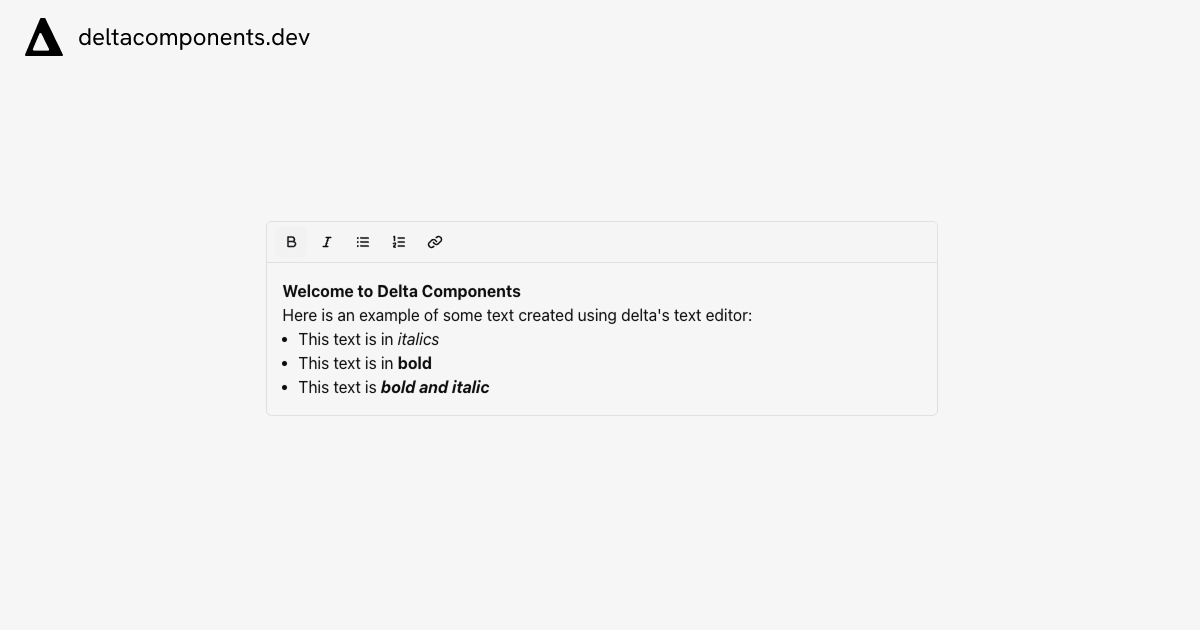 deltacomponents.dev
B I
Welcome to Delta Components
Here is an example of some text created using delta's text editor:
• This text is in italics
• This text is in bold
• This text is bold and italic